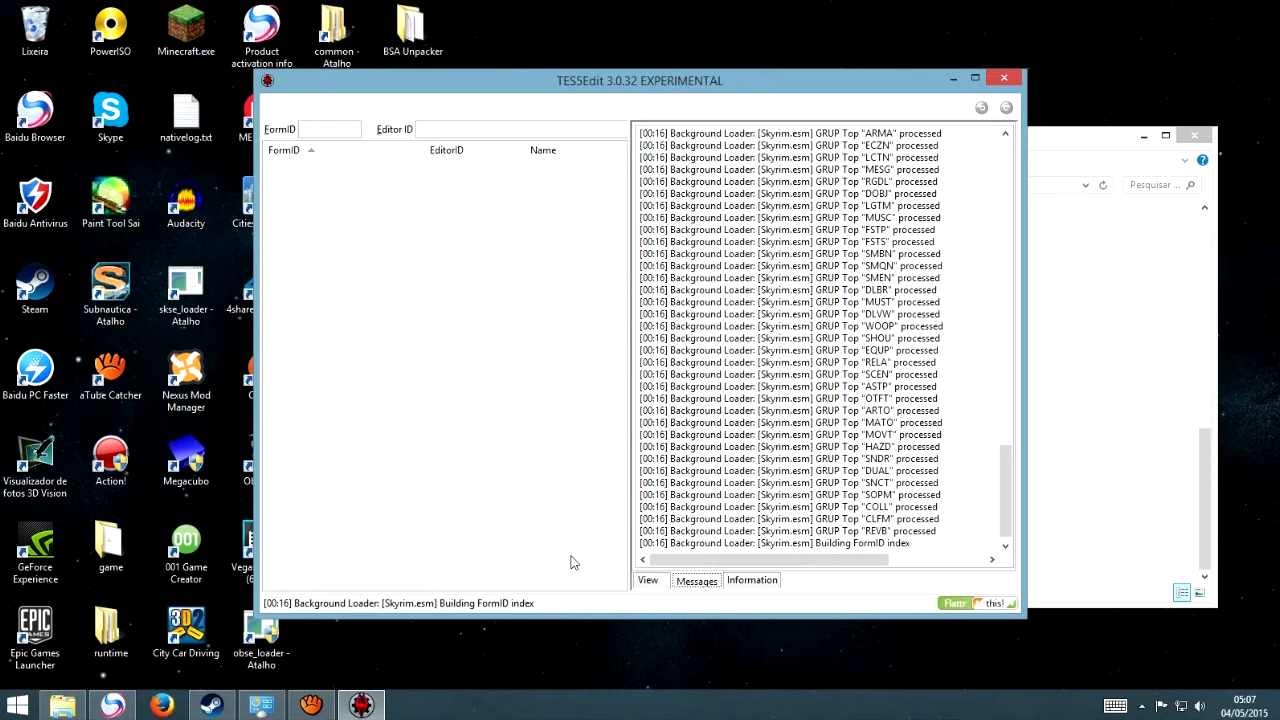 Lixeira
PowerISO
Minecraft.exe
Product
activation info
common -
Atalho
BSA Unpacker
Baidu Browser
Skype
nativelog.txt
Baidu Antivirus
Paint Tool Sai
Audacity
Steam
Subnautica -
Atalho
skse_loader -
Atalho
Baidu PC Faster
aTube Catcher
Nexus Mod
Manager
Visualizador de
fotos 3D Vision
Action!
Megacubo
GeForce
Experience
game
001 Game
Creator
Epic Games
Launcher
runtime
City Car Driving
obse_loader -
Atalho
TES5Edit 3.0.32 EXPERIMENTAL
FormID
Editor ID
FormID
EditorID
Name
[00:16] Background Loader: [Skyrim.esm] GRUP Top "ARMA" processed
[00:16] Background Loader: [Skyrim.esm] GRUP Top "ECZN" processed
[00:16] Background Loader: [Skyrim.esm] GRUP Top "LCTN" processed
[00:16] Background Loader: [Skyrim.esm] GRUP Top "MESG" processed
[00:16] Background Loader: [Skyrim.esm] GRUP Top "RGDL" processed
[00:16] Background Loader: [Skyrim.esm] GRUP Top "DOBJ" processed
[00:16] Background Loader: [Skyrim.esm] GRUP Top "LGTM" processed
[00:16] Background Loader: [Skyrim.esm] GRUP Top "MUSC" processed
[00:16] Background Loader: [Skyrim.esm] GRUP Top "FSTP" processed
[00:16] Background Loader: [Skyrim.esm] GRUP Top "FSTS" processed
[00:16] Background Loader: [Skyrim.esm] GRUP Top "SMBN" processed
[00:16] Background Loader: [Skyrim.esm] GRUP Top "SMQN" processed
[00:16] Background Loader: [Skyrim.esm] GRUP Top "SMEN" processed
[00:16] Background Loader: [Skyrim.esm] GRUP Top "DLBR" processed
[00:16] Background Loader: [Skyrim.esm] GRUP Top "MUST" processed
[00:16] Background Loader: [Skyrim.esm] GRUP Top "DLVW" processed
[00:16] Background Loader: [Skyrim.esm] GRUP Top "WOOP" processed
[00:16] Background Loader: [Skyrim.esm] GRUP Top "SHOU" processed
[00:16] Background Loader: [Skyrim.esm] GRUP Top "EQUP" processed
[00:16] Background Loader: [Skyrim.esm] GRUP Top "RELA" processed
[00:16] Background Loader: [Skyrim.esm] GRUP Top "SCEN" processed
[00:16] Background Loader: [Skyrim.esm] GRUP Top "ASTP" processed
[00:16] Background Loader: [Skyrim.esm] GRUP Top "OTFT" processed
[00:16] Background Loader: [Skyrim.esm] GRUP Top "ARTO" processed
[00:16] Background Loader: [Skyrim.esm] GRUP Top "MATO" processed
[00:16] Background Loader: [Skyrim.esm] GRUP Top "MOVT" processed
[00:16] Background Loader: [Skyrim.esm] GRUP Top "HAZD" processed
[00:16] Background Loader: [Skyrim.esm] GRUP Top "SNDR" processed
[00:16] Background Loader: [Skyrim.esm] GRUP Top "DUAL" processed
[00:16] Background Loader: [Skyrim.esm] GRUP Top "SNCT" processed
[00:16] Background Loader: [Skyrim.esm] GRUP Top "SOPM" processed
[00:16] Background Loader: [Skyrim.esm] GRUP Top "COLL" processed
[00:16] Background Loader: [Skyrim.esm] GRUP Top "CLFM" processed
[00:16] Background Loader: [Skyrim.esm] GRUP Top "REVB" processed
[00:16] Background Loader: [Skyrim.esm] Building FormID index
View
Messages
Information
[00:16] Background Loader: [Skyrim.esm] Building FormID index
Flattr
this!
Pesquisar ...
05:07
04/05/2015